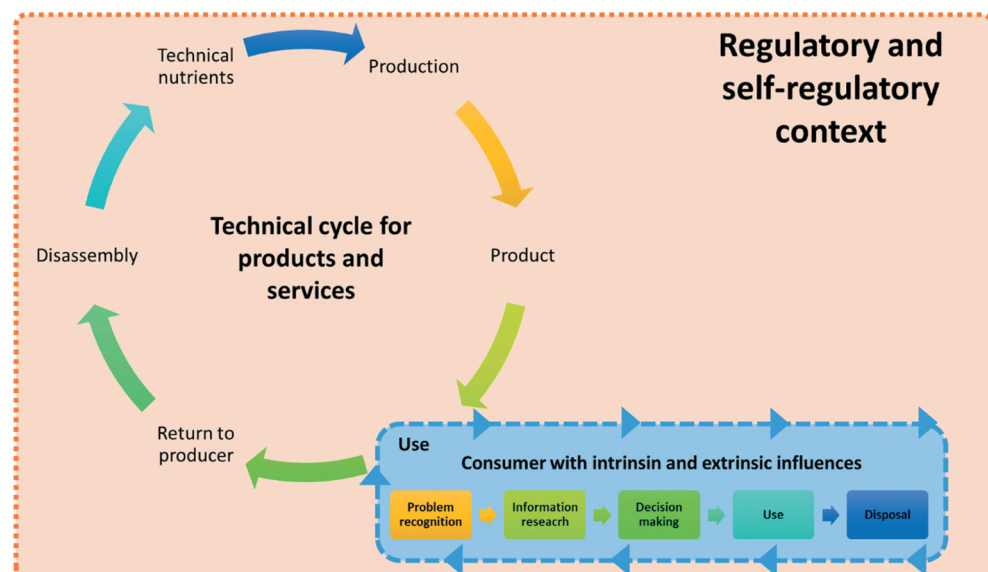 Regulatory and
self-regulatory
context
Technical
nutrients
Production
Technical cycle for
products and
services
Disassembly
Product
Return to
producer
Use
Consumer with intrinsin and extrinsic influences
Problem
recognition
Information
reseacrh
Decision
making
Use
Disposal